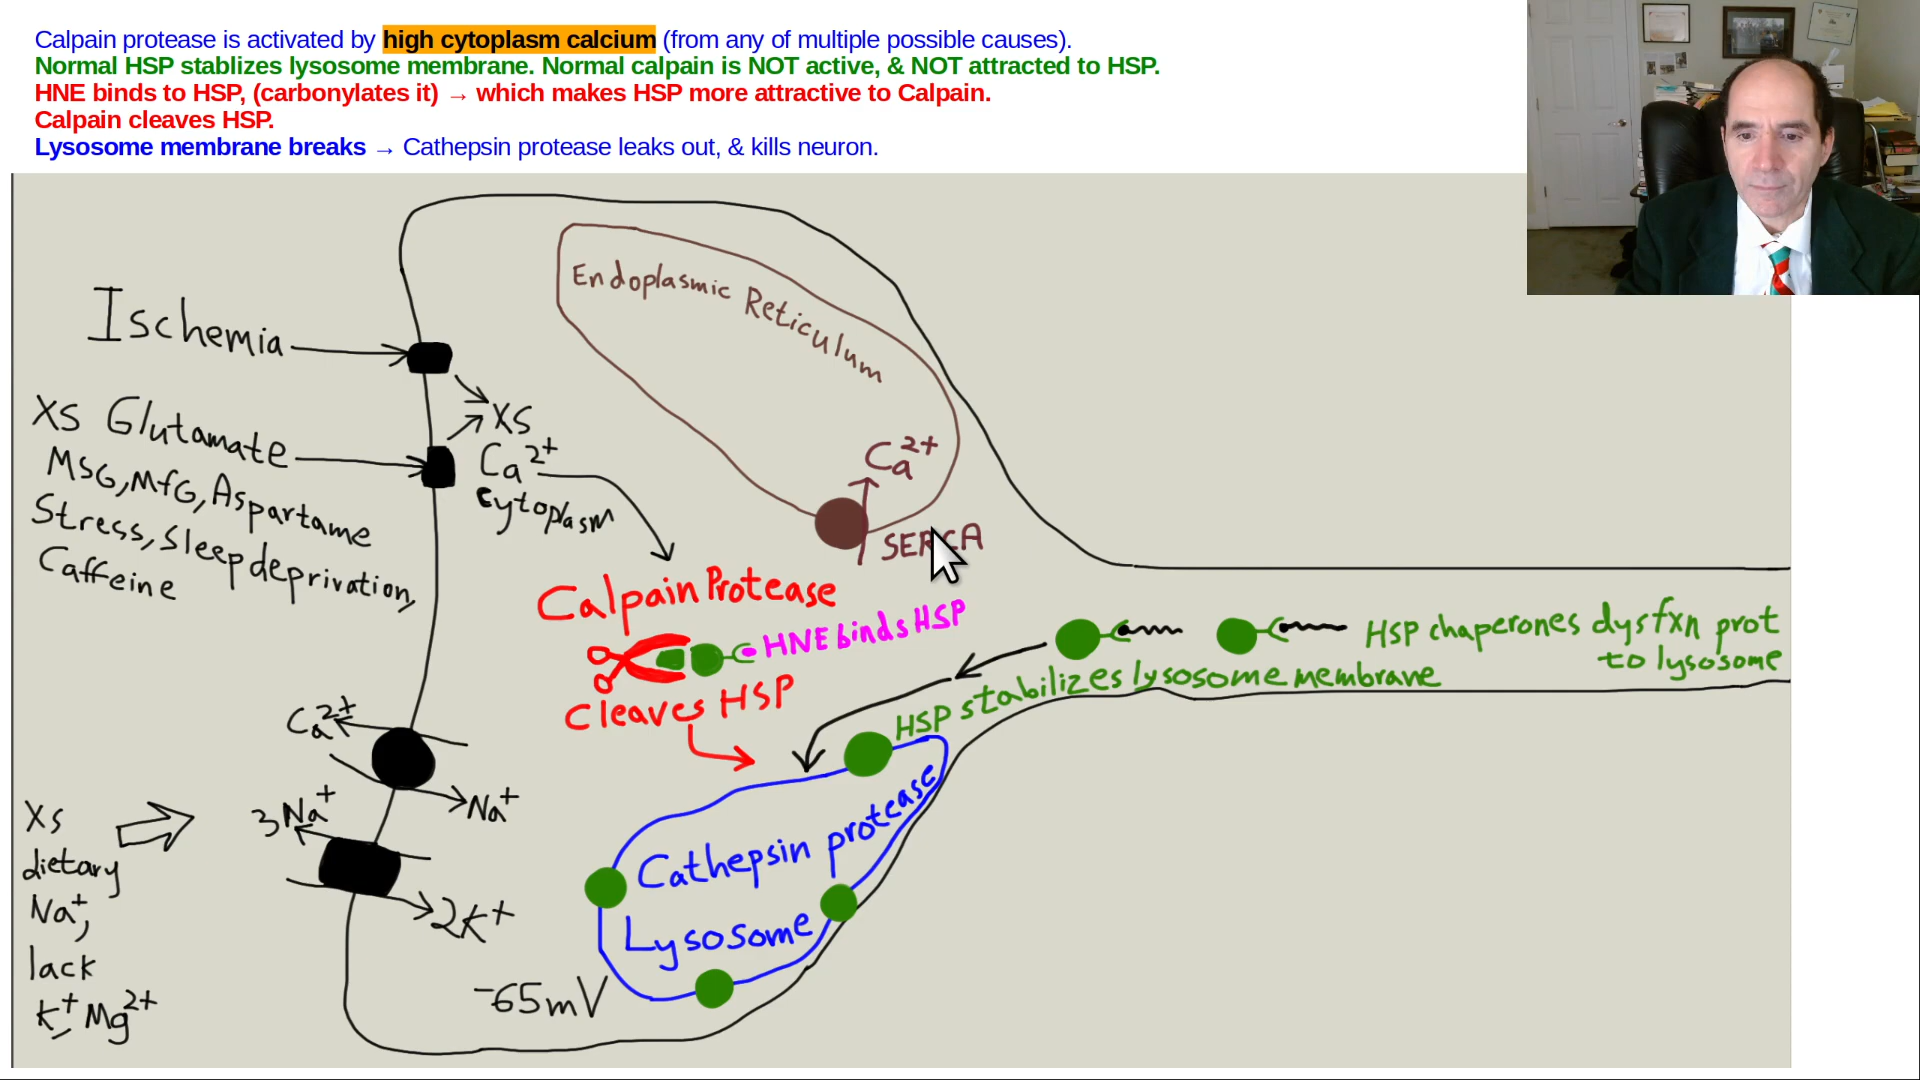 Calpain protease is activated by high cytoplasm calcium (from any of multiple possible causes).
Normal HSP stablizes lysosome membrane. Normal calpain is NOT active, & NOT attracted to HSP.
HNE binds to HSP, (carbonylates it) → which makes HSP more attractive to Calpain.
Calpain cleaves HSP.
Lysosome membrane breaks → Cathepsin protease leaks out, & kills neuron.
Endoplasmic Reticulum
Ischemia
XS
Ca2+
Cytoplasm
XS Glutamate
MSG, MfG, Aspartame
Stress, Sleep deprivation,
Caffeine
Ca2+
SERCA
Calpain Protease
HNE binds HSP
Cleaves HSP
HSP chaperones dysfxn prot
to lysosome
HSP stabilizes lysosome membrane
Ca2+
Na+
3Na+
2K+
Xs
dietary
Na+,
lack
K+, Mg2+
Cathepsin protease
Lysosome
-65mV